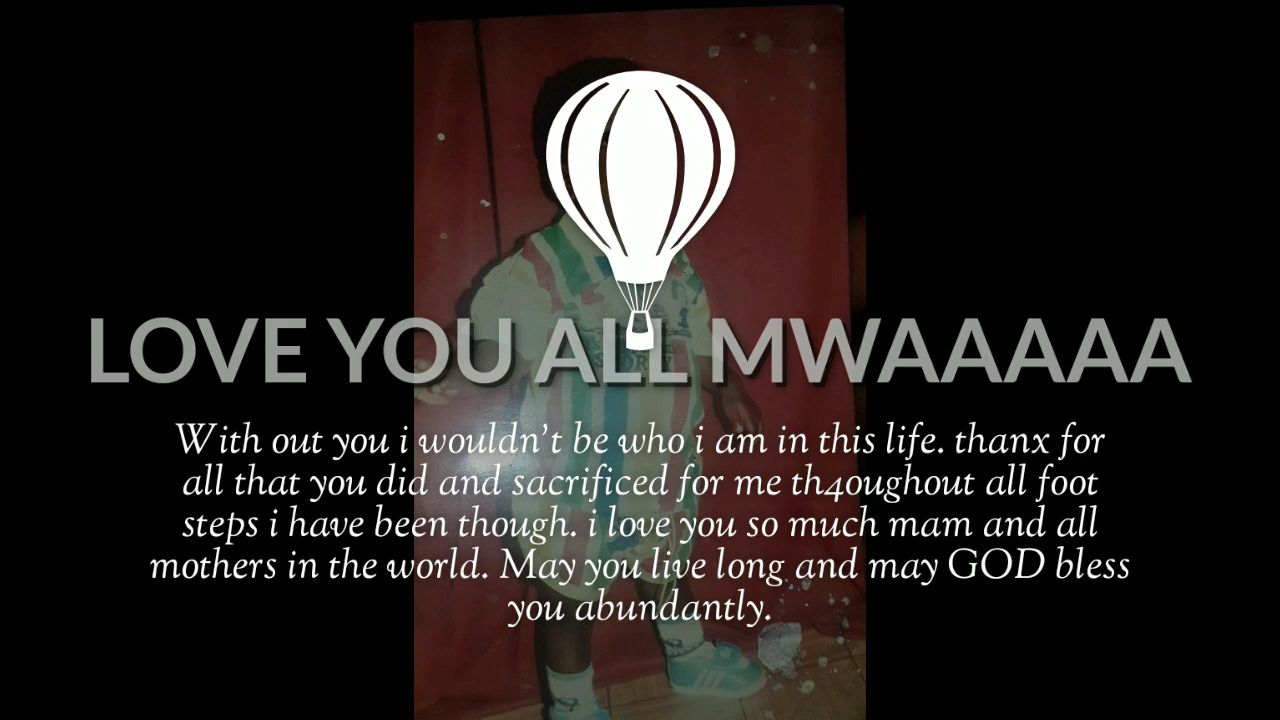 LOVE YOU ALL MWAAAAA
With out you i wouldn't be who i am in this life. thanx for
all that you did and sacrificed for me th4oughout all foot
steps i have been though. i love you so much mam and all
mothers in the world. May you live long and may GOD bless
you abundantly.